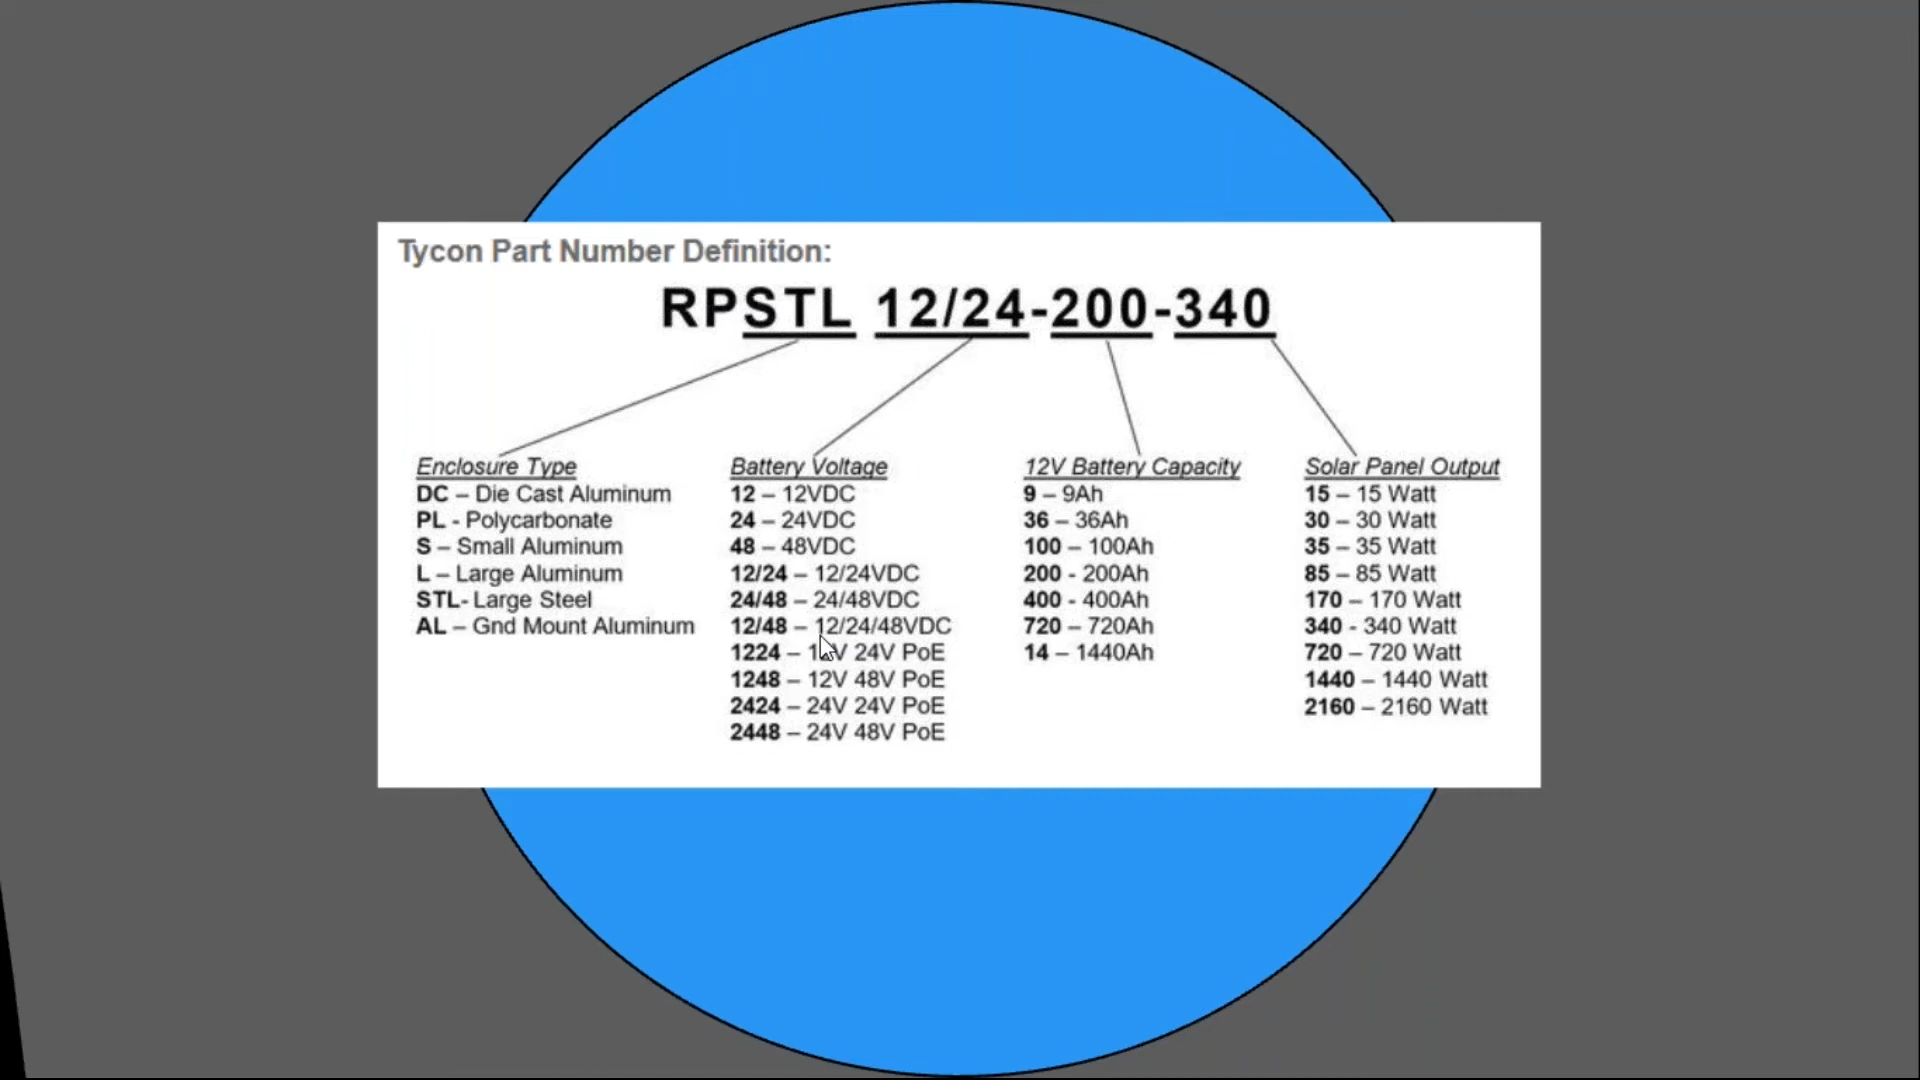 Tycon Part Number Definition:
RPSTL 12/24-200-340
Enclosure Type
DC – Die Cast Aluminum
PL - Polycarbonate
S – Small Aluminum
L – Large Aluminum
STL- Large Steel
AL – Gnd Mount Aluminum
Battery Voltage
12 – 12VDC
24 – 24VDC
48 – 48VDC
12/24 – 12/24VDC
24/48 – 24/48VDC
12/48 – 12/24/48VDC
1224 – 12V 24V PoE
1248 – 12V 48V PoE
2424 – 24V 24V PoE
2448 – 24V 48V PoE
12V Battery Capacity
9 – 9Ah
36 – 36Ah
100 – 100Ah
200 - 200Ah
400 - 400Ah
720 – 720Ah
14 – 1440Ah
Solar Panel Output
15 – 15 Watt
30 – 30 Watt
35 – 35 Watt
85 – 85 Watt
170 – 170 Watt
340 - 340 Watt
720 – 720 Watt
1440 – 1440 Watt
2160 – 2160 Watt